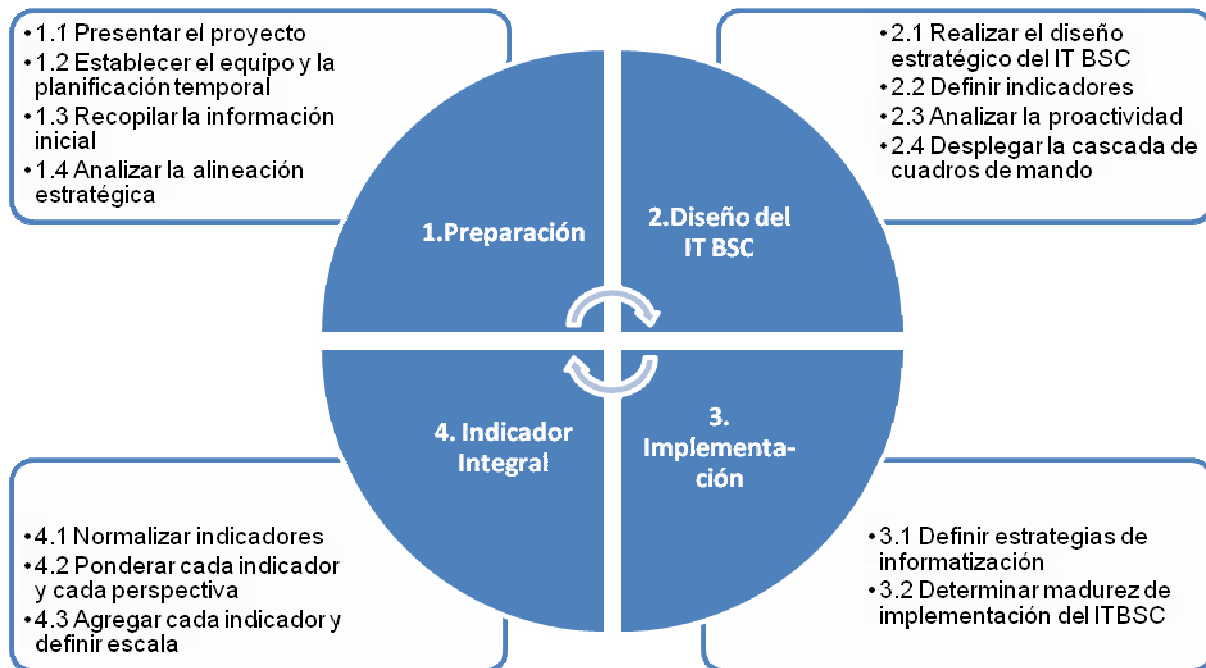 •1.1 Presentar el proyecto
•1.2 Establecer el equipo y la
planificación temporal
•1.3 Recopilar la información
inicial
•1.4 Analizar la alineación
estratégica
•2.1 Realizar el diseño
estratégico del IT BSC
•2.2 Definir indicadores
•2.3 Analizar la proactividad
•2.4 Desplegar la cascada de
cuadros de mando
1.Preparación
2.Diseño del
IT BSC
4. Indicador
Integral
3.
Implementa-
ción
•4.1 Normalizar indicadores
•4.2 Ponderar cada indicador
y cada perspectiva
•4.3 Agregar cada indicador y
definir escala
•3.1 Definir estrategias de
informatización
•3.2 Determinar madurez de
implementación del ITBSC